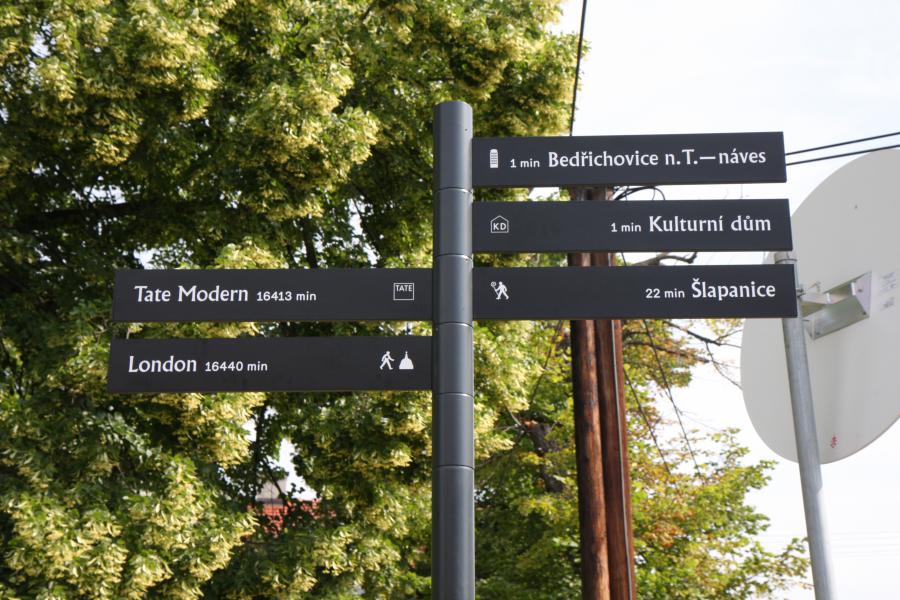 1 min Bedřichovice n.T.—náves
KD 1 min Kulturní dům
Tate Modern 16413 min TATE
22 min Šlapanice
London 16440 min